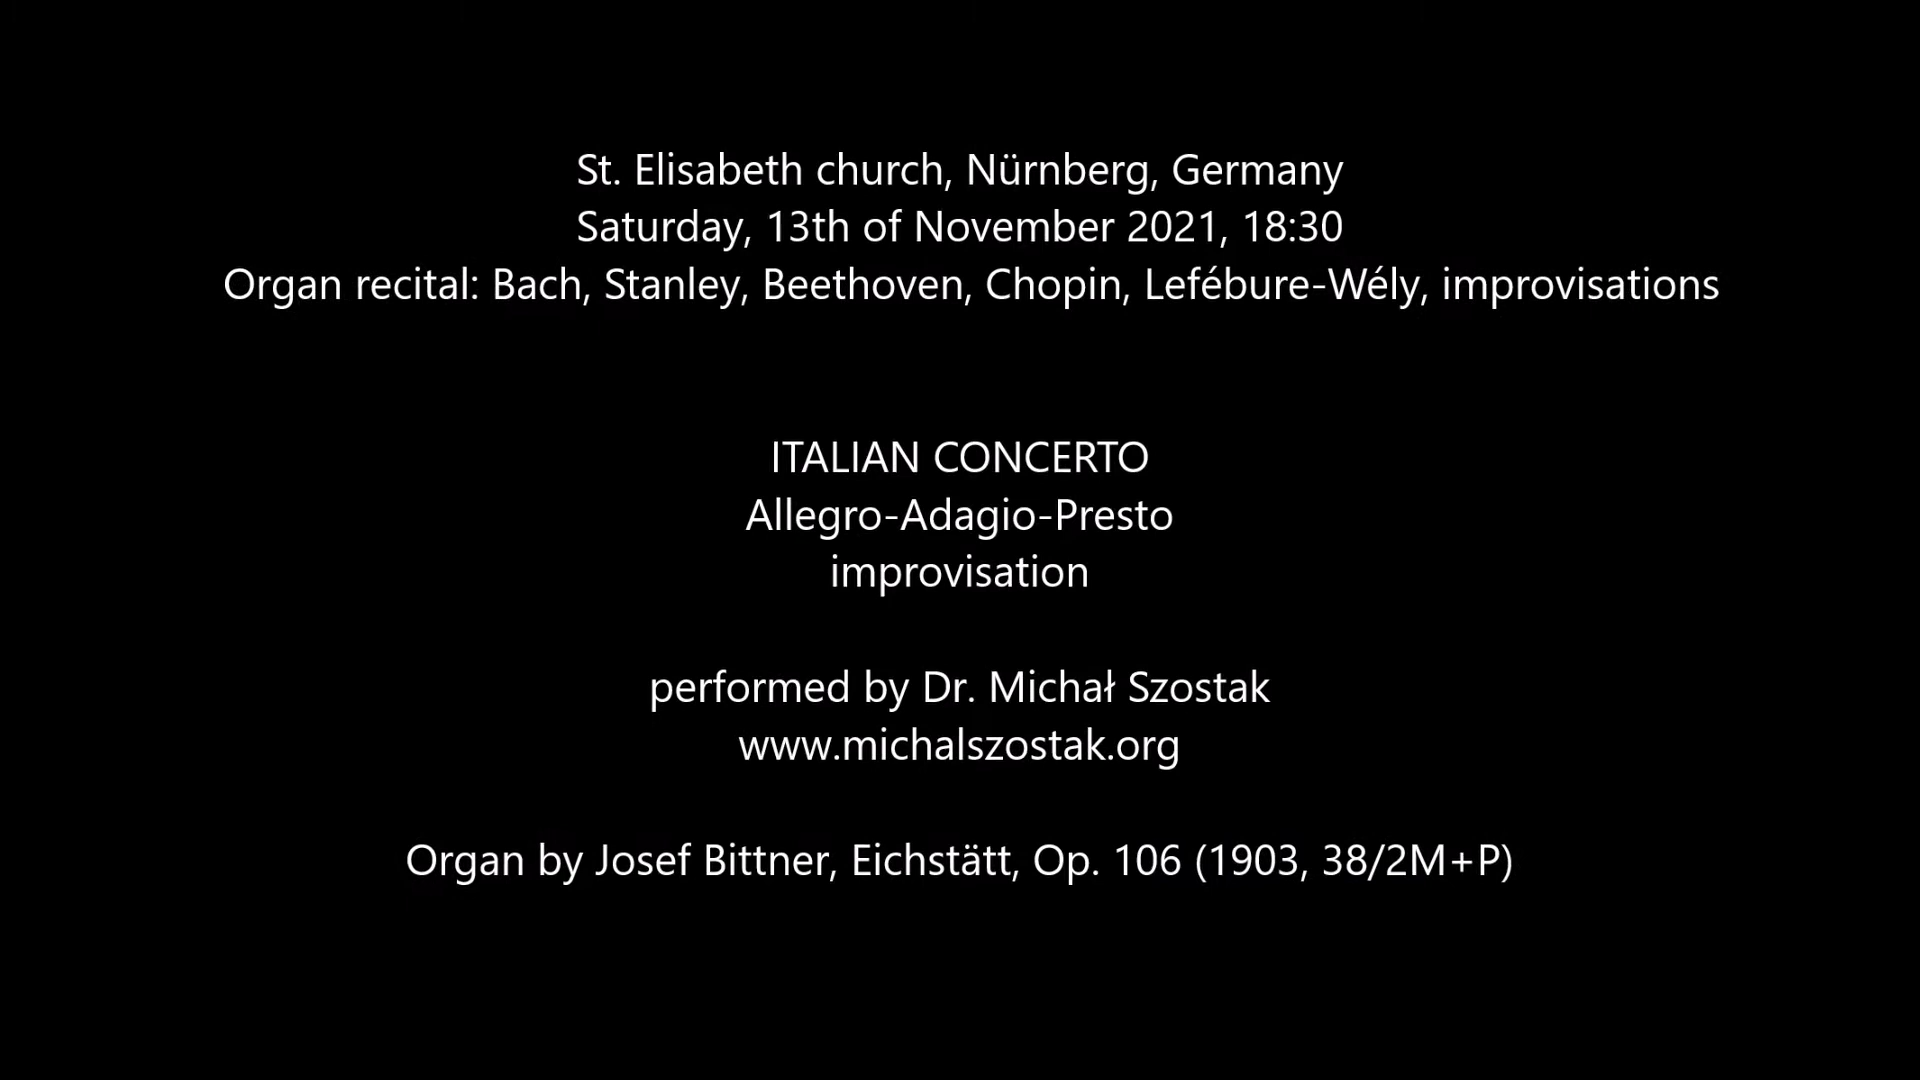 St. Elisabeth church, Nürnberg, Germany
Saturday, 13th of November 2021, 18:30
Organ recital: Bach, Stanley, Beethoven, Chopin, Lefébure-Wély, improvisations
ITALIAN CONCERTO
Allegro-Adagio-Presto
improvisation
performed by Dr. Michał Szostak
www.michalszostak.org
Organ by Josef Bittner, Eichstätt, Op. 106 (1903, 38/2M+P)